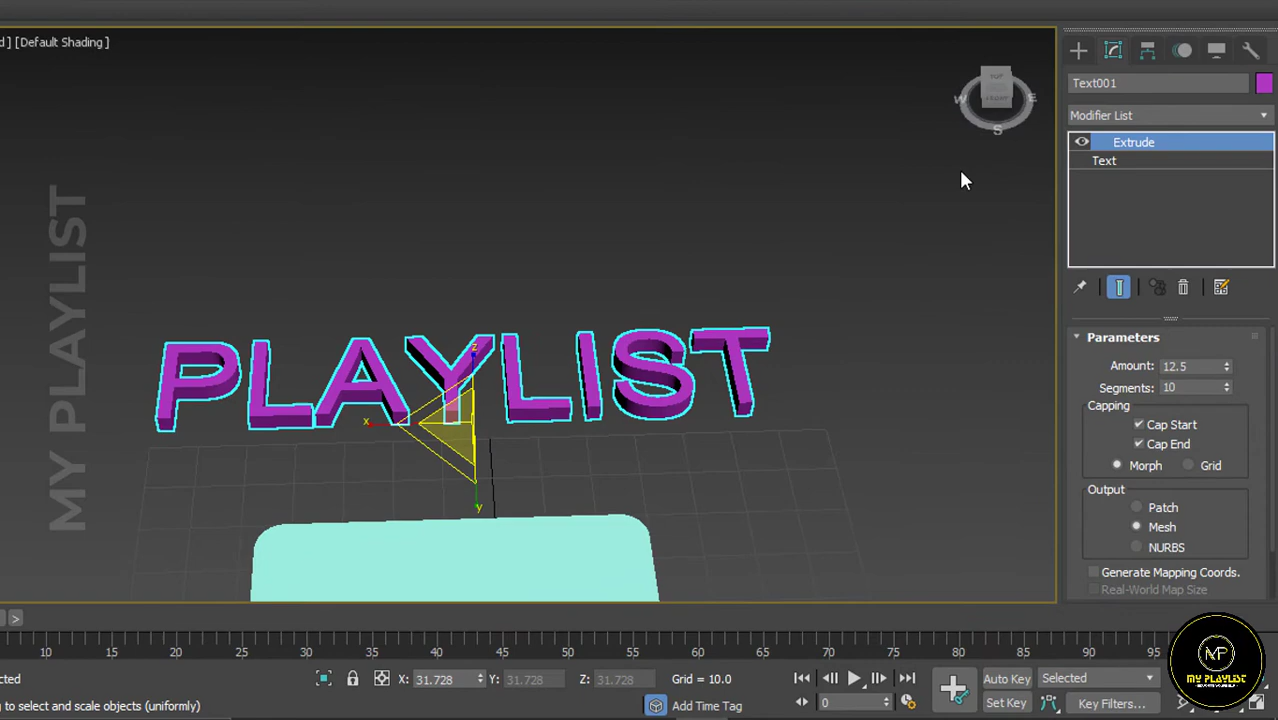 d ] [Default Shading ]
TOP
FRONT
W
E
S
Text001
Modifier List
Extrude
Text
MY PLAYLIST
PLAYLIST
z
x
y
Parameters
Amount: 12.5
Segments: 10
Capping
Cap Start
Cap End
Morph
Grid
Output
Patch
Mesh
NURBS
Generate Mapping Coords.
Real-World Map Size
>
10 15 20 25 30 35 40 45 50 55 60 65 70 75 80 85 90 95
ected
X: 31.728 Y: 31.728 Z: 31.728 Grid = 10.0
Auto Key
Selected
g to select and scale objects (uniformly)
Add Time Tag
0
Set Key
Key Filters...
MP
MY PLAYLIST